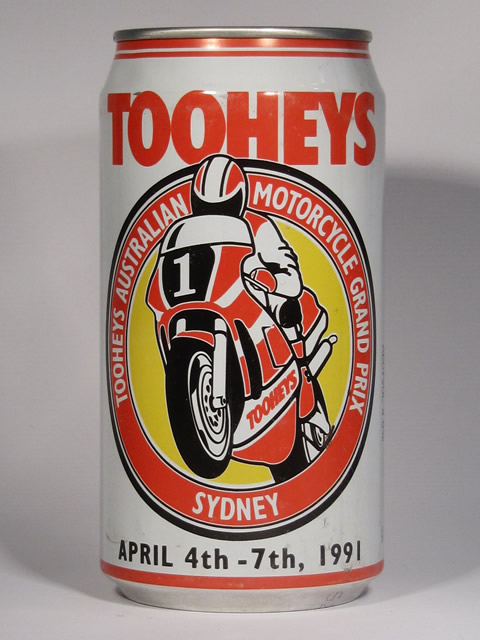 TOOHEYS
TOOHEYS AUSTRALIAN MOTORCYCLE GRAND PRIX
1
TOOHEYS
SYDNEY
APRIL 4th - 7th, 1991